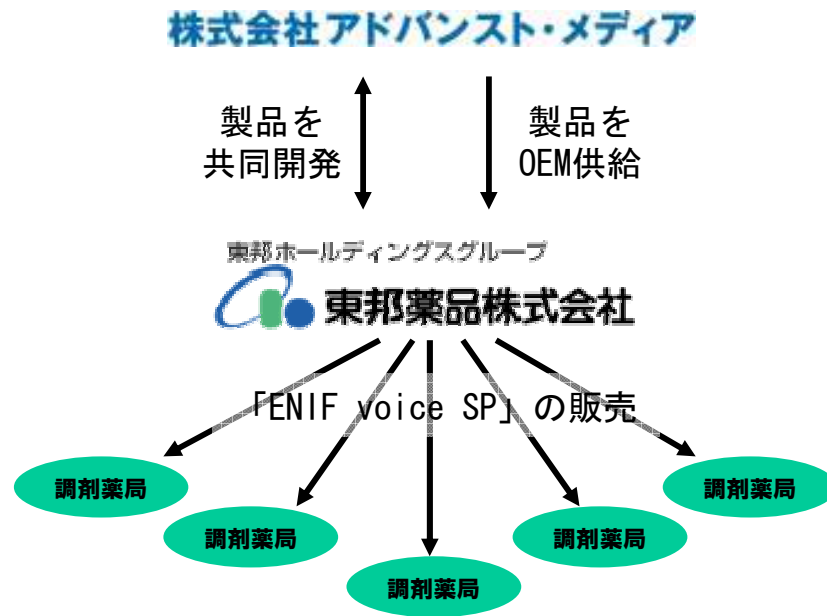 株式会社アドバンスト・メディア
製品を
共同開発
製品を
OEM供給
東邦ホールディングスグループ
東邦薬品株式会社
「ENIF voice SP」の販売
調剤薬局
調剤薬局
調剤薬局
調剤薬局
調剤薬局